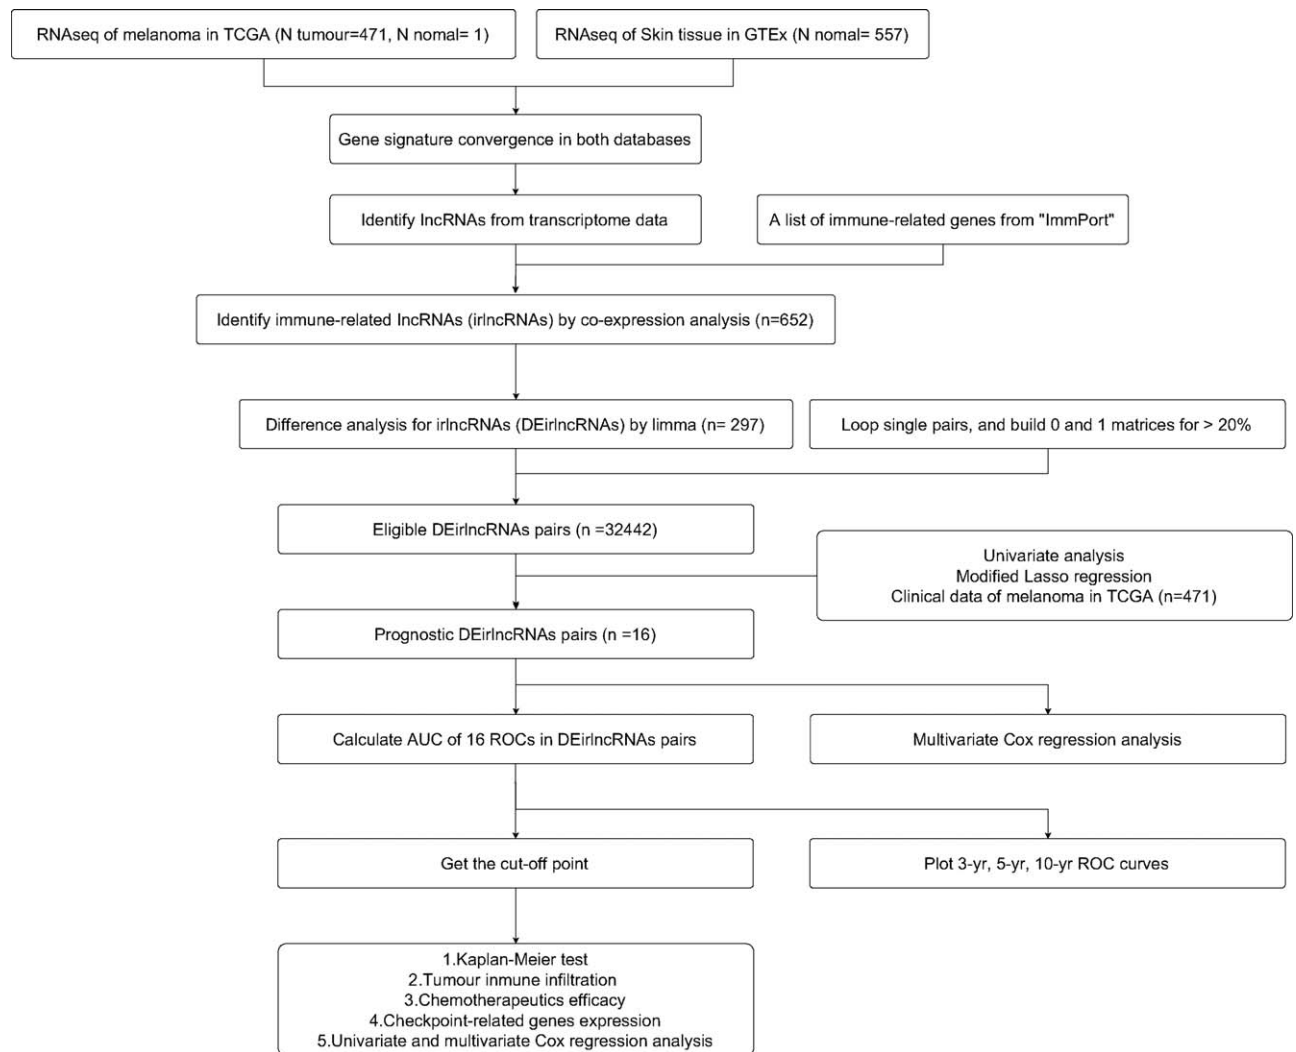 RNAseq of melanoma in TCGA (N tumour=471, N nomal= 1)
RNAseq of Skin tissue in GTEx (N nomal= 557)
Gene signature convergence in both databases
Identify lncRNAs from transcriptome data
A list of immune-related genes from "ImmPort"
Identify immune-related lncRNAs (irlncRNAs) by co-expression analysis (n=652)
Difference analysis for irlncRNAs (DEirlncRNAs) by limma (n= 297)
Loop single pairs, and build 0 and 1 matrices for > 20%
Eligible DEirlncRNAs pairs (n =32442)
Univariate analysis
Modified Lasso regression
Clinical data of melanoma in TCGA (n=471)
Prognostic DEirlncRNAs pairs (n =16)
Calculate AUC of 16 ROCs in DEirlncRNAs pairs
Multivariate Cox regression analysis
Get the cut-off point
Plot 3-yr, 5-yr, 10-yr ROC curves
1.Kaplan-Meier test
2.Tumour inmune infiltration
3.Chemotherapeutics efficacy
4.Checkpoint-related genes expression
5.Univariate and multivariate Cox regression analysis